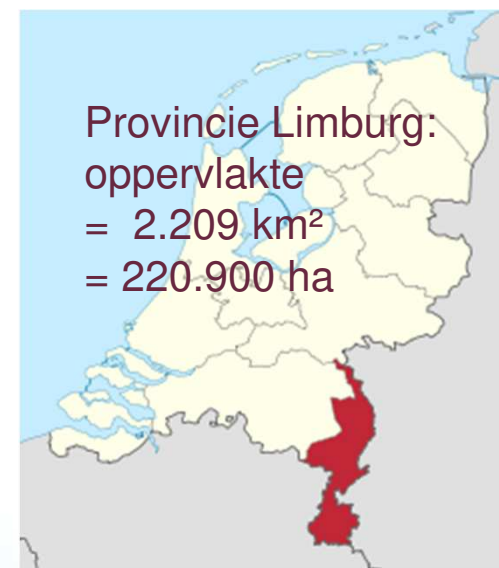 Provincie Limburg:
oppervlakte
= 2.209 km²
= 220.900 ha